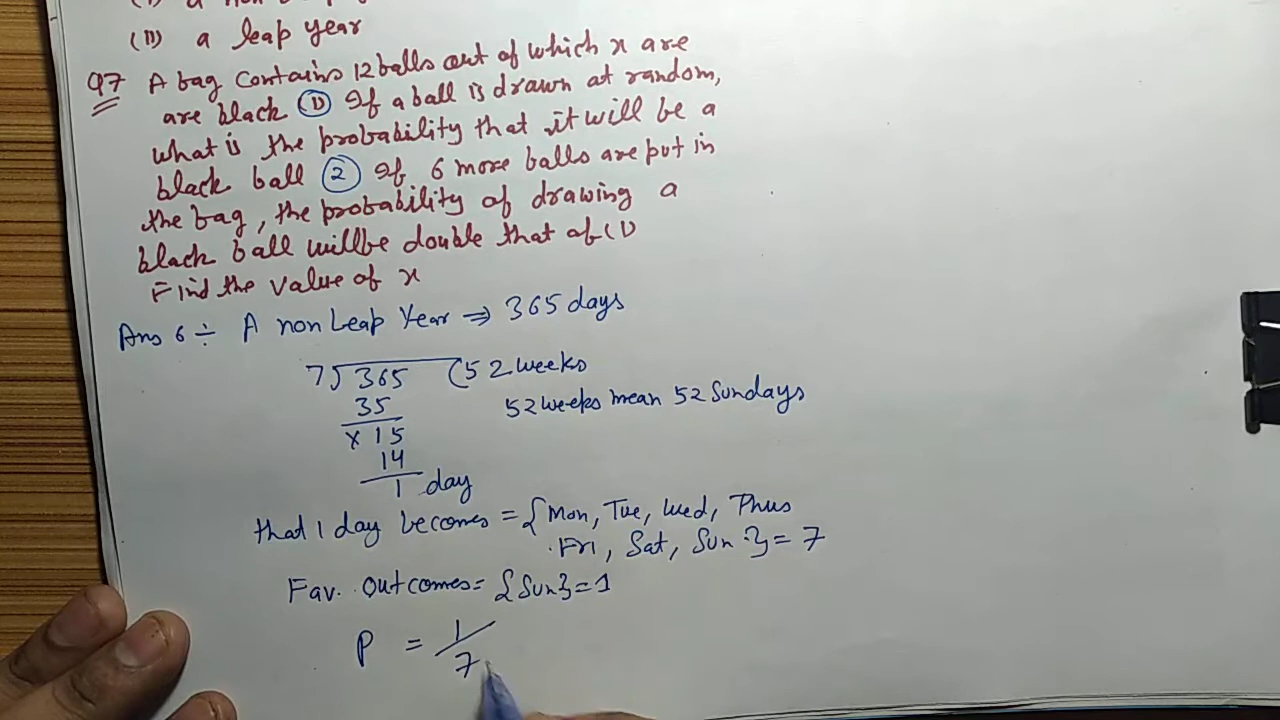 (II) a leap year
Q7 A bag contains 12 balls out of which x are
are black (1) If a ball is drawn at random,
what is the probability that it will be a
black ball (2) If 6 more balls are put in
the bag, the probability of drawing a
black ball will be double that of (1)
Find the value of x
Ans 6 ÷ A non Leap Year ⇒ 365 days
7) 365 (52 weeks
35
52 weeks mean 52 Sundays
x 15
14
1 day
that 1 day becomes = {Mon, Tue, Wed, Thus
Fri, Sat, Sun } = 7
Fav. Outcomes = {Sun} = 1
P = 1/7